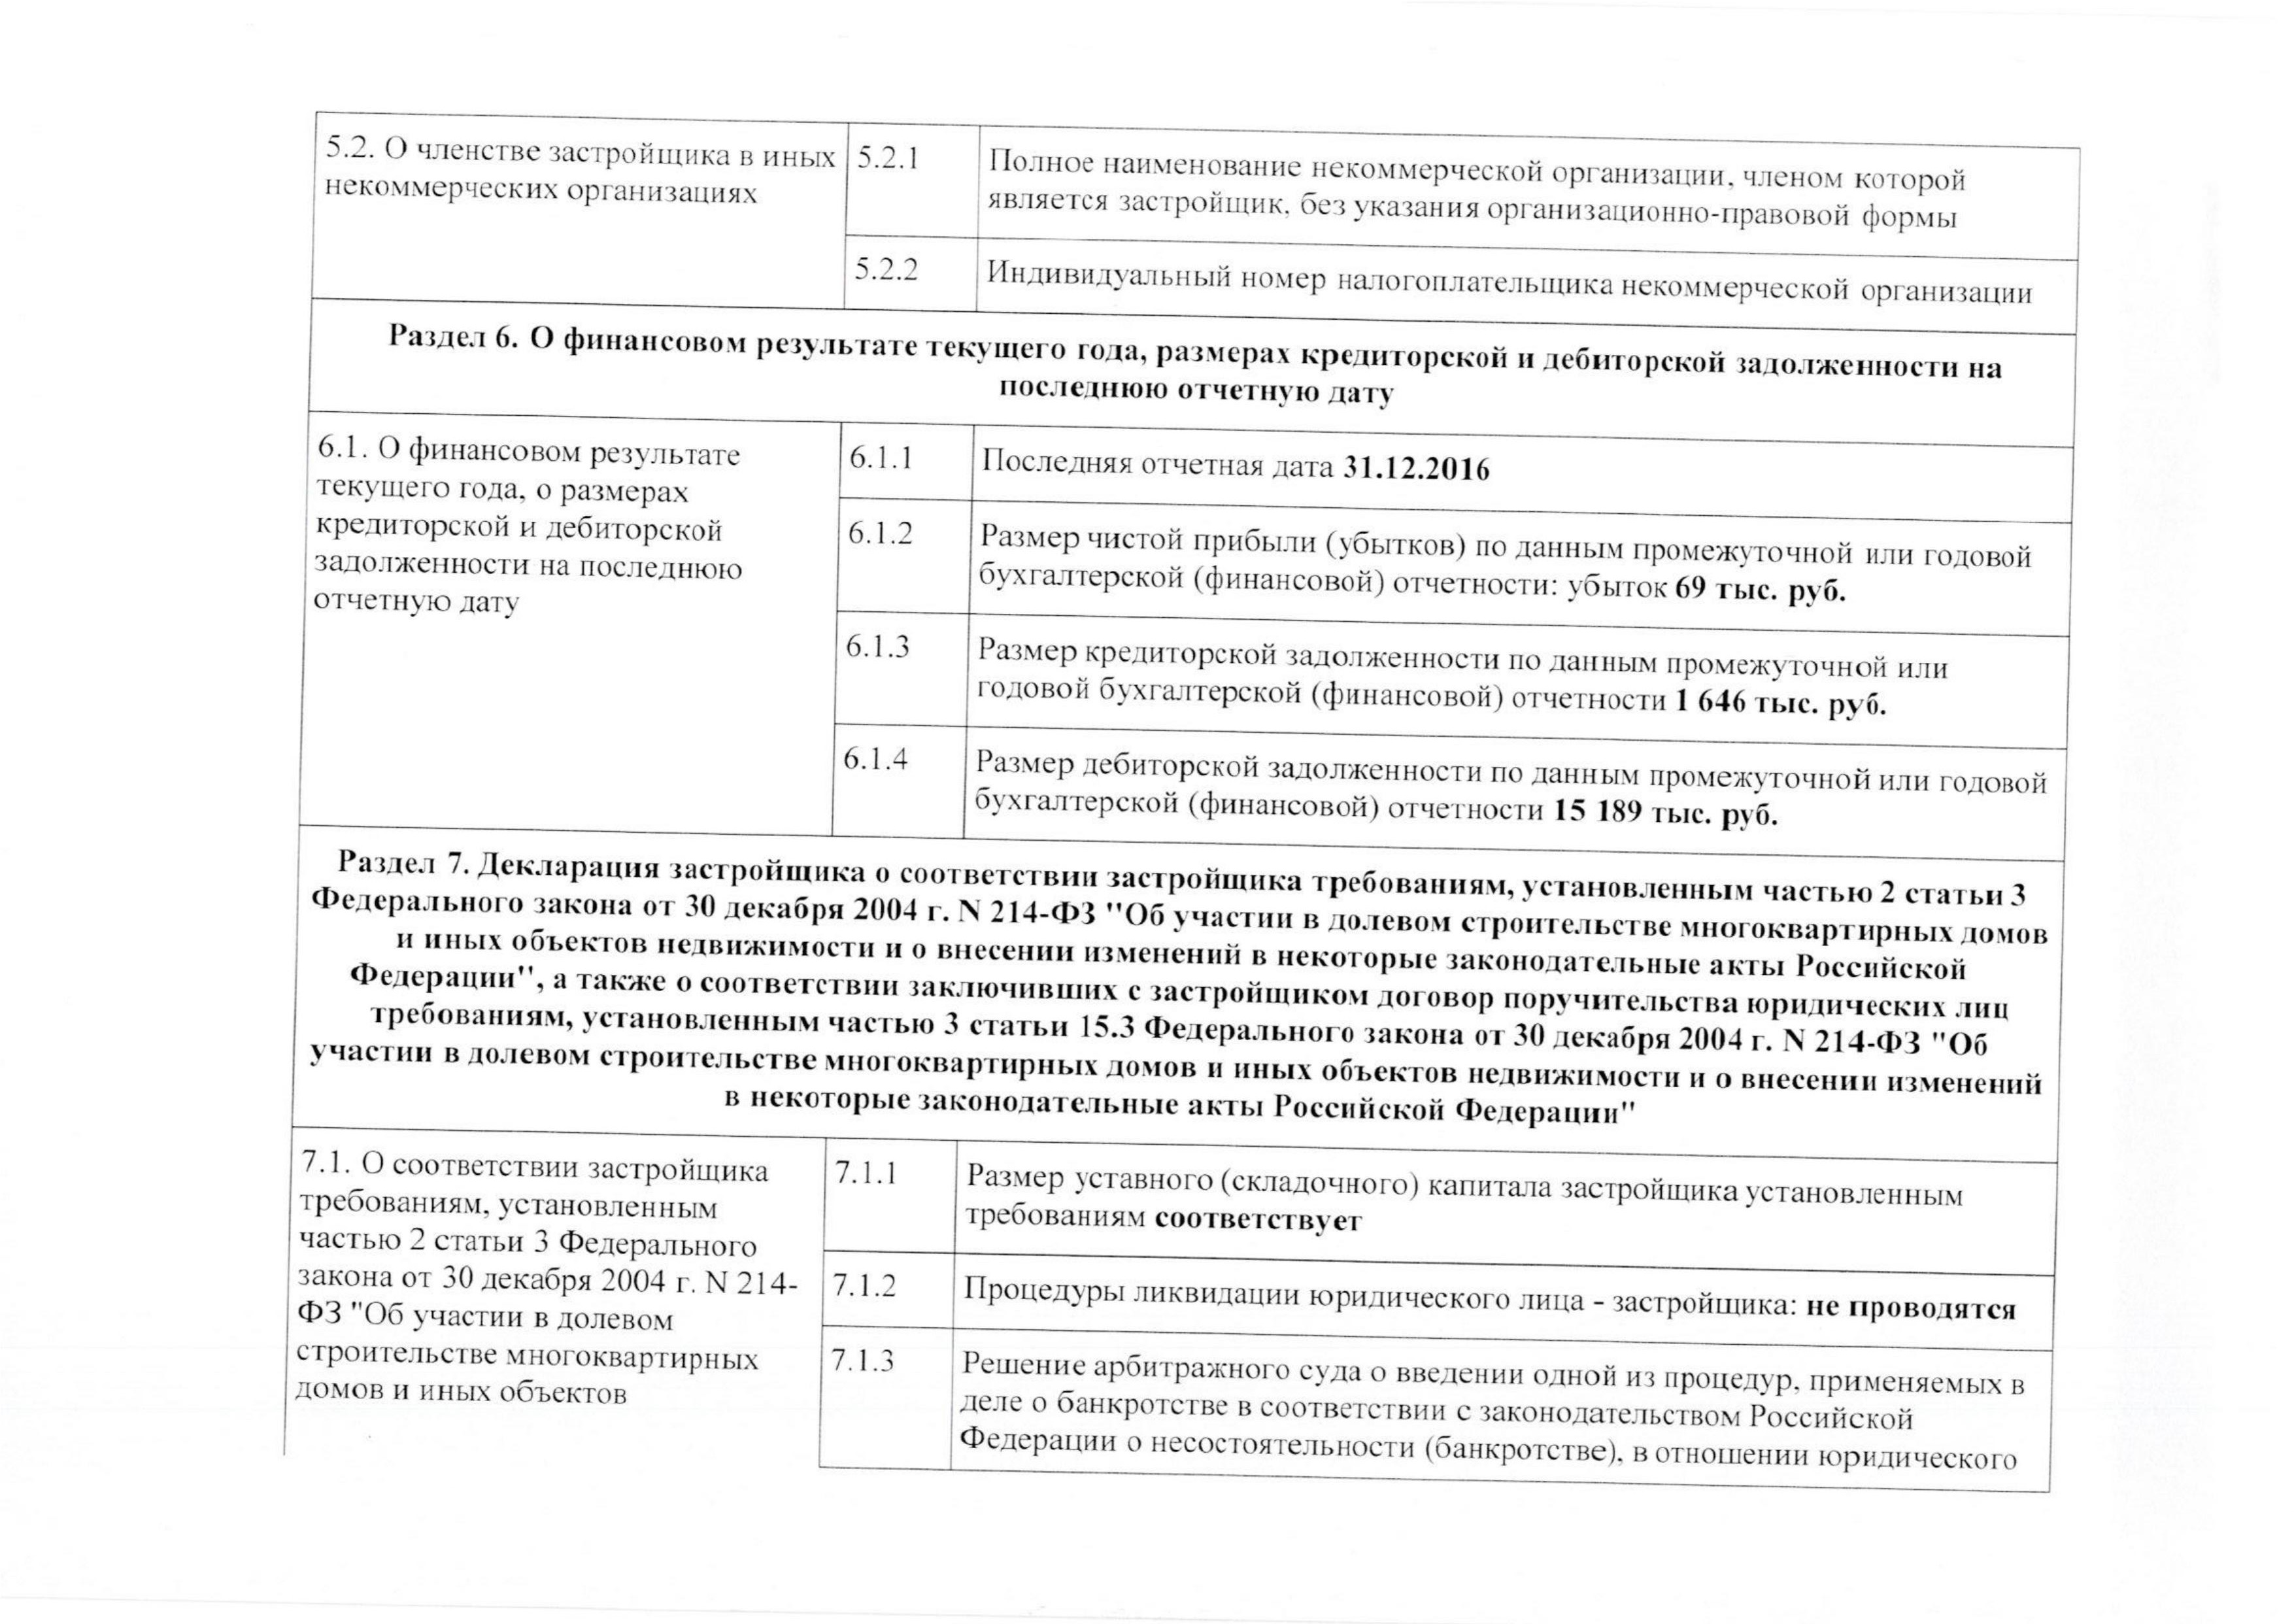 5.2. О членстве застройщика в иных
некоммерческих организациях
5.2.1
Полное наименование некоммерческой организации, членом которой
является застройщик, без указания организационно-правовой формы
5.2.2
Индивидуальный номер налогоплательщика некоммерческой организации
Раздел 6. О финансовом результате текущего года, размерах кредиторской и дебиторской задолженности на
последнюю отчетную дату
6.1. О финансовом результате
текущего года, о размерах
кредиторской и дебиторской
задолженности на последнюю
отчетную дату
6.1.1
Последняя отчетная дата 31.12.2016
6.1.2
Размер чистой прибыли (убытков) по данным промежуточной или годовой
бухгалтерской (финансовой) отчетности: убыток 69 тыс. руб.
6.1.3
Размер кредиторской задолженности по данным промежуточной или
годовой бухгалтерской (финансовой) отчетности 1 646 тыс. руб.
6.1.4
Размер дебиторской задолженности по данным промежуточной или годовой
бухгалтерской (финансовой) отчетности 15 189 тыс. руб.
Раздел 7. Декларация застройщика о соответствии застройщика требованиям, установленным частью 2 статьи 3
Федерального закона от 30 декабря 2004 г. N 214-ФЗ "Об участии в долевом строительстве многоквартирных домов
и иных объектов недвижимости и о внесении изменений в некоторые законодательные акты Российской
Федерации", а также о соответствии заключивших с застройщиком договор поручительства юридических лиц
требованиям, установленным частью 3 статьи 15.3 Федерального закона от 30 декабря 2004 г. N 214-ФЗ "Об
участии в долевом строительстве многоквартирных домов и иных объектов недвижимости и о внесении изменений
в некоторые законодательные акты Российской Федерации"
7.1. О соответствии застройщика
требованиям, установленным
частью 2 статьи 3 Федерального
закона от 30 декабря 2004 г. N 214-
ФЗ "Об участии в долевом
строительстве многоквартирных
домов и иных объектов
7.1.1
Размер уставного (складочного) капитала застройщика установленным
требованиям соответствует
7.1.2
Процедуры ликвидации юридического лица - застройщика: не проводятся
7.1.3
Решение арбитражного суда о введении одной из процедур, применяемых в
деле о банкротстве в соответствии с законодательством Российской
Федерации о несостоятельности (банкротстве), в отношении юридического